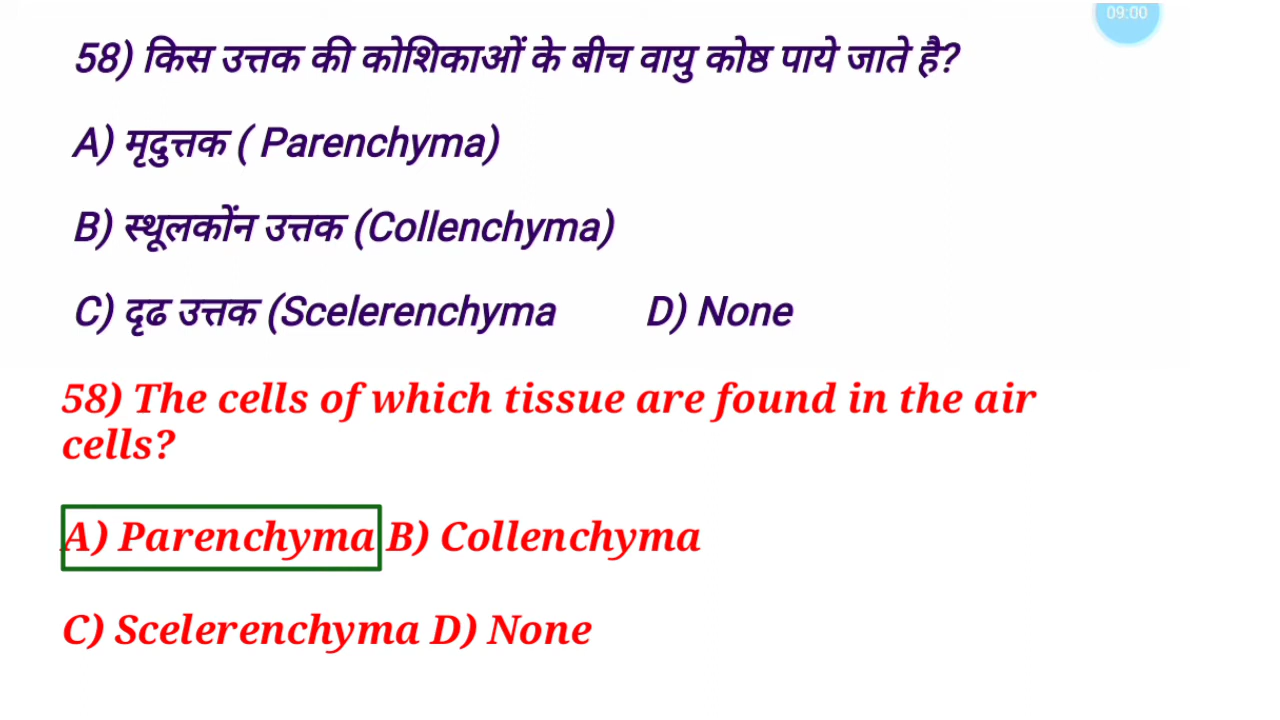 09:00
58) किस उत्तक की कोशिकाओं के बीच वायु कोष्ठ पाये जाते है?
A) मृदुत्तक ( Parenchyma)
B) स्थूलकोंन उत्तक (Collenchyma)
C) दृढ उत्तक (Scelerenchyma D) None
58) The cells of which tissue are found in the air
cells?
A) Parenchyma B) Collenchyma
C) Scelerenchyma D) None